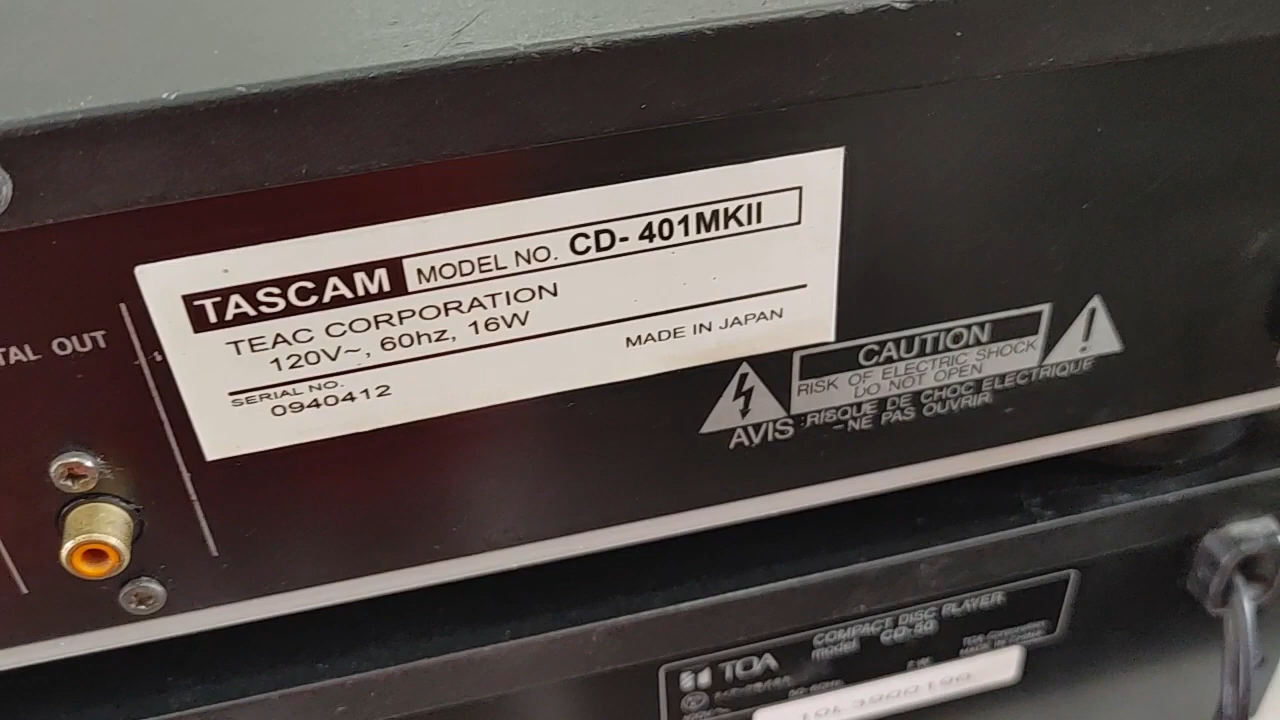 TAL OUT
TASCAM MODEL NO. CD- 401MKII
TEAC CORPORATION
120V~, 60hz, 16W
MADE IN JAPAN
SERIAL NO.
0940412
CAUTION
RISK OF ELECTRIC SHOCK
DO NOT OPEN
AVIS :RISQUE DE CHOC ELECTRIQUE
-NE PAS OUVRIR
COMPACT DISC PLAYER
TOA model